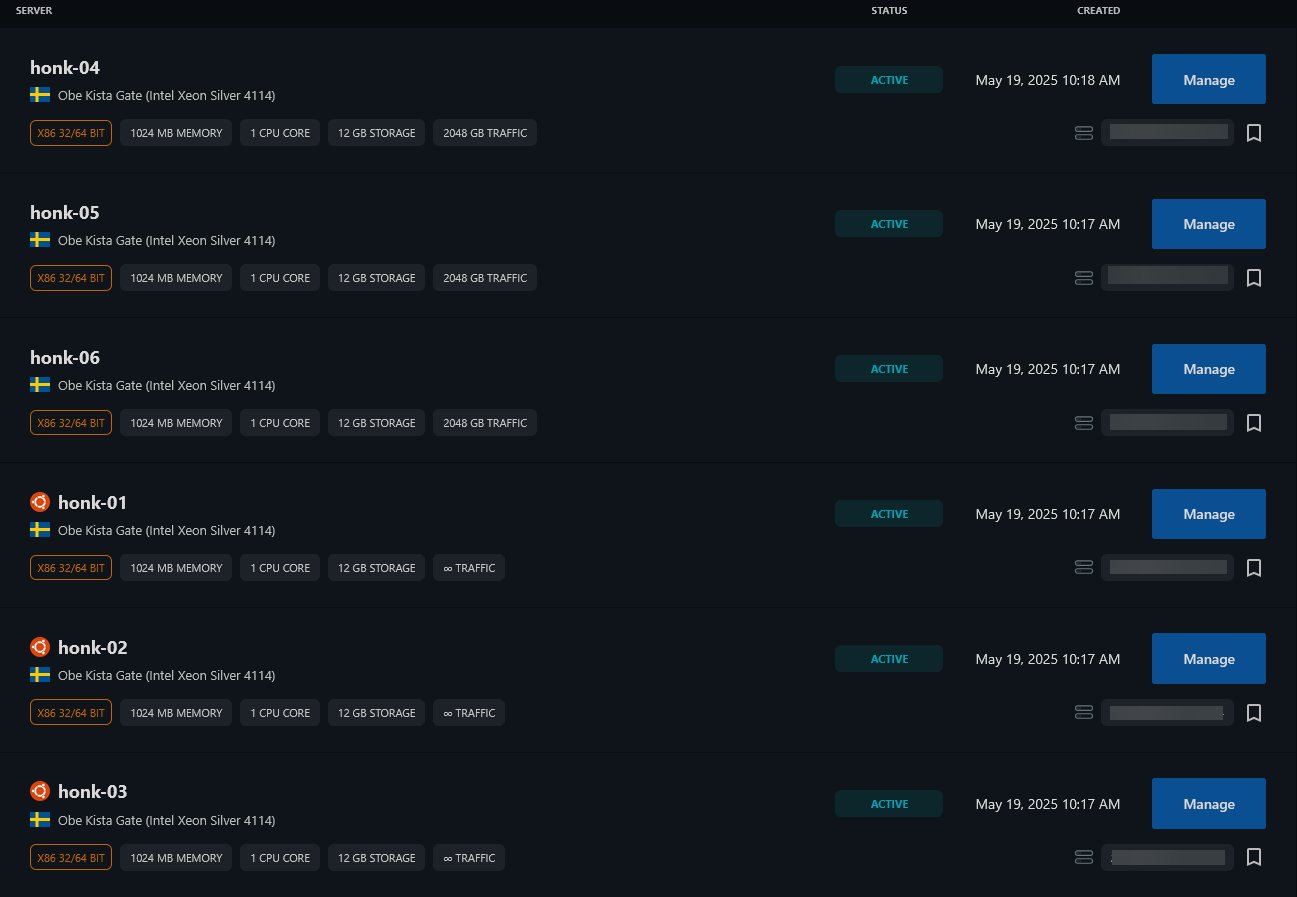 SERVER STATUS CREATED
honk-04
Obe Kista Gate (Intel Xeon Silver 4114)
ACTIVE May 19, 2025 10:18 AM Manage
X86 32/64 BIT 1024 MB MEMORY 1 CPU CORE 12 GB STORAGE 2048 GB TRAFFIC
honk-05
Obe Kista Gate (Intel Xeon Silver 4114)
ACTIVE May 19, 2025 10:17 AM Manage
X86 32/64 BIT 1024 MB MEMORY 1 CPU CORE 12 GB STORAGE 2048 GB TRAFFIC
honk-06
Obe Kista Gate (Intel Xeon Silver 4114)
ACTIVE May 19, 2025 10:17 AM Manage
X86 32/64 BIT 1024 MB MEMORY 1 CPU CORE 12 GB STORAGE 2048 GB TRAFFIC
honk-01
Obe Kista Gate (Intel Xeon Silver 4114)
ACTIVE May 19, 2025 10:17 AM Manage
X86 32/64 BIT 1024 MB MEMORY 1 CPU CORE 12 GB STORAGE ∞ TRAFFIC
honk-02
Obe Kista Gate (Intel Xeon Silver 4114)
ACTIVE May 19, 2025 10:17 AM Manage
X86 32/64 BIT 1024 MB MEMORY 1 CPU CORE 12 GB STORAGE ∞ TRAFFIC
honk-03
Obe Kista Gate (Intel Xeon Silver 4114)
ACTIVE May 19, 2025 10:17 AM Manage
X86 32/64 BIT 1024 MB MEMORY 1 CPU CORE 12 GB STORAGE ∞ TRAFFIC